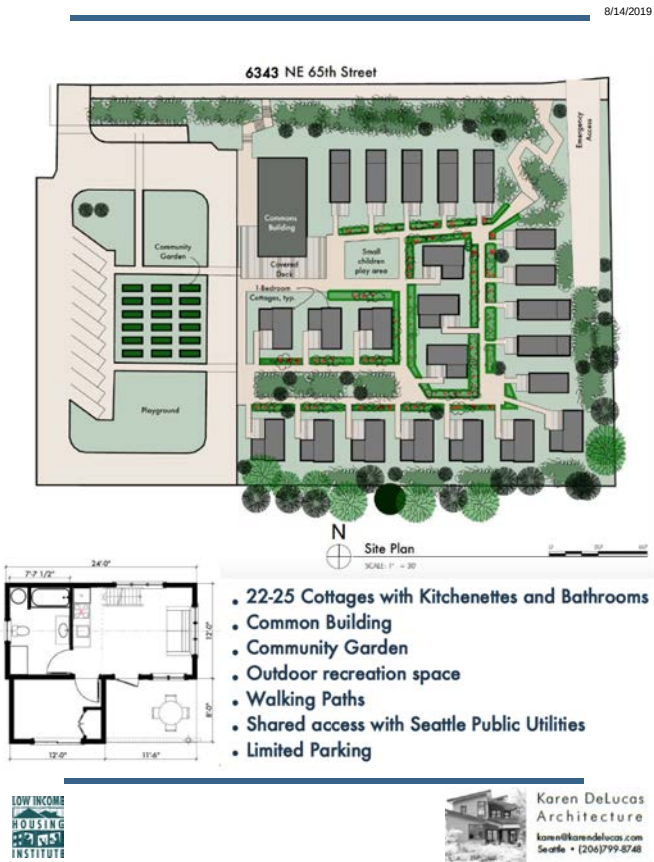 8/14/2019
6343 NE 65th Street
Emergency
Access
Commons
Building
Community
Garden
Covered
Deck
Small
children
play area
1-Bedroom
Cottages, typ.
Playground
N
Site Plan
SCALE: 1" = 30'
24'-0"
7'-7 1/2"
12'-0"
8'-0"
12'-0"
11'-6"
• 22-25 Cottages with Kitchenettes and Bathrooms
• Common Building
• Community Garden
• Outdoor recreation space
• Walking Paths
• Shared access with Seattle Public Utilities
• Limited Parking
LOW INCOME
HOUSING
INSTITUTE
Karen DeLucas
Architecture
karen@karendelucas.com
Seattle • (206)799-8748